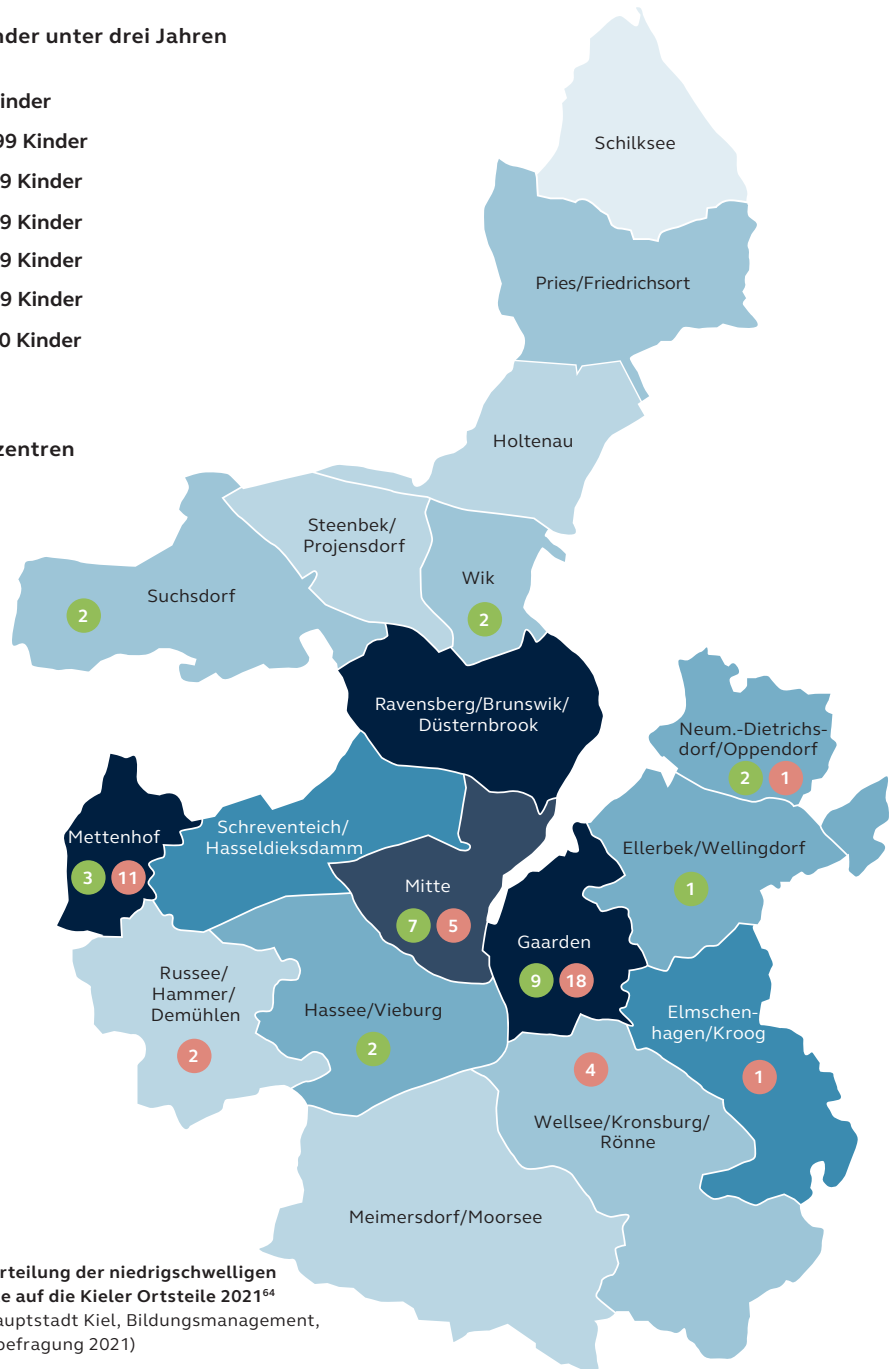 nder unter drei Jahren
inder
99 Kinder
9 Kinder
9 Kinder
9 Kinder
9 Kinder
0 Kinder
zentren
Schilksee
Pries/Friedrichsort
Holtenau
Steenbek/
Projensdorf
Wik
2
Suchsdorf
2
Ravensberg/Brunswik/
Düsternbrook
Neum.-Dietrichs-
dorf/Oppendorf
2 1
Mettenhof
3 11
Schreventeich/
Hasseldieksdamm
Mitte
7 5
Ellerbek/Wellingdorf
1
Gaarden
9 18
Russee/
Hammer/
Demühlen
2
Hassee/Vieburg
2
Elmschen-
hagen/Kroog
1
4
Wellsee/Kronsburg/
Rönne
Meimersdorf/Moorsee
rteilung der niedrigschwelligen
e auf die Kieler Ortsteile 2021⁶⁴
auptstadt Kiel, Bildungsmanagement,
befragung 2021)